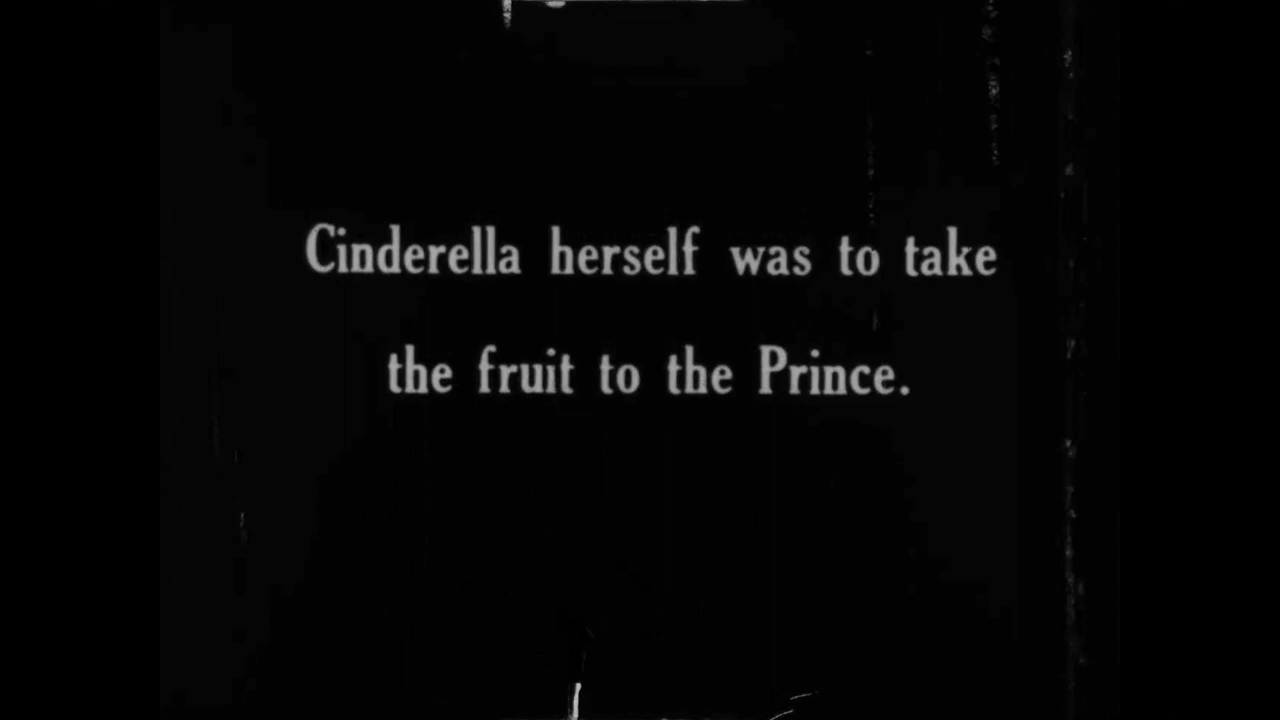 Cinderella herself was to take
the fruit to the Prince.